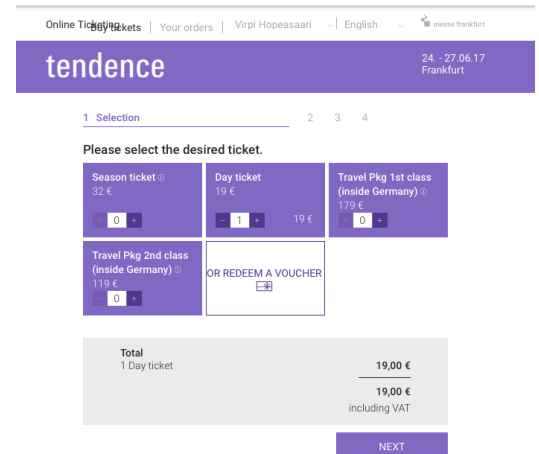 Online Ticketing
Buy tickets | Your orders | Virpi Hopeasaari | English
messe frankfurt
tendence
24. - 27.06.17
Frankfurt
1 Selection 2 3 4
Please select the desired ticket.
Season ticket
32 €
- 0 +
Day ticket
19 €
- 1 + 19 €
Travel Pkg 1st class
(inside Germany)
179 €
- 0 +
Travel Pkg 2nd class
(inside Germany)
119 €
- 0 +
OR REDEEM A VOUCHER
Total
1 Day ticket 19,00 €
19,00 €
including VAT
NEXT